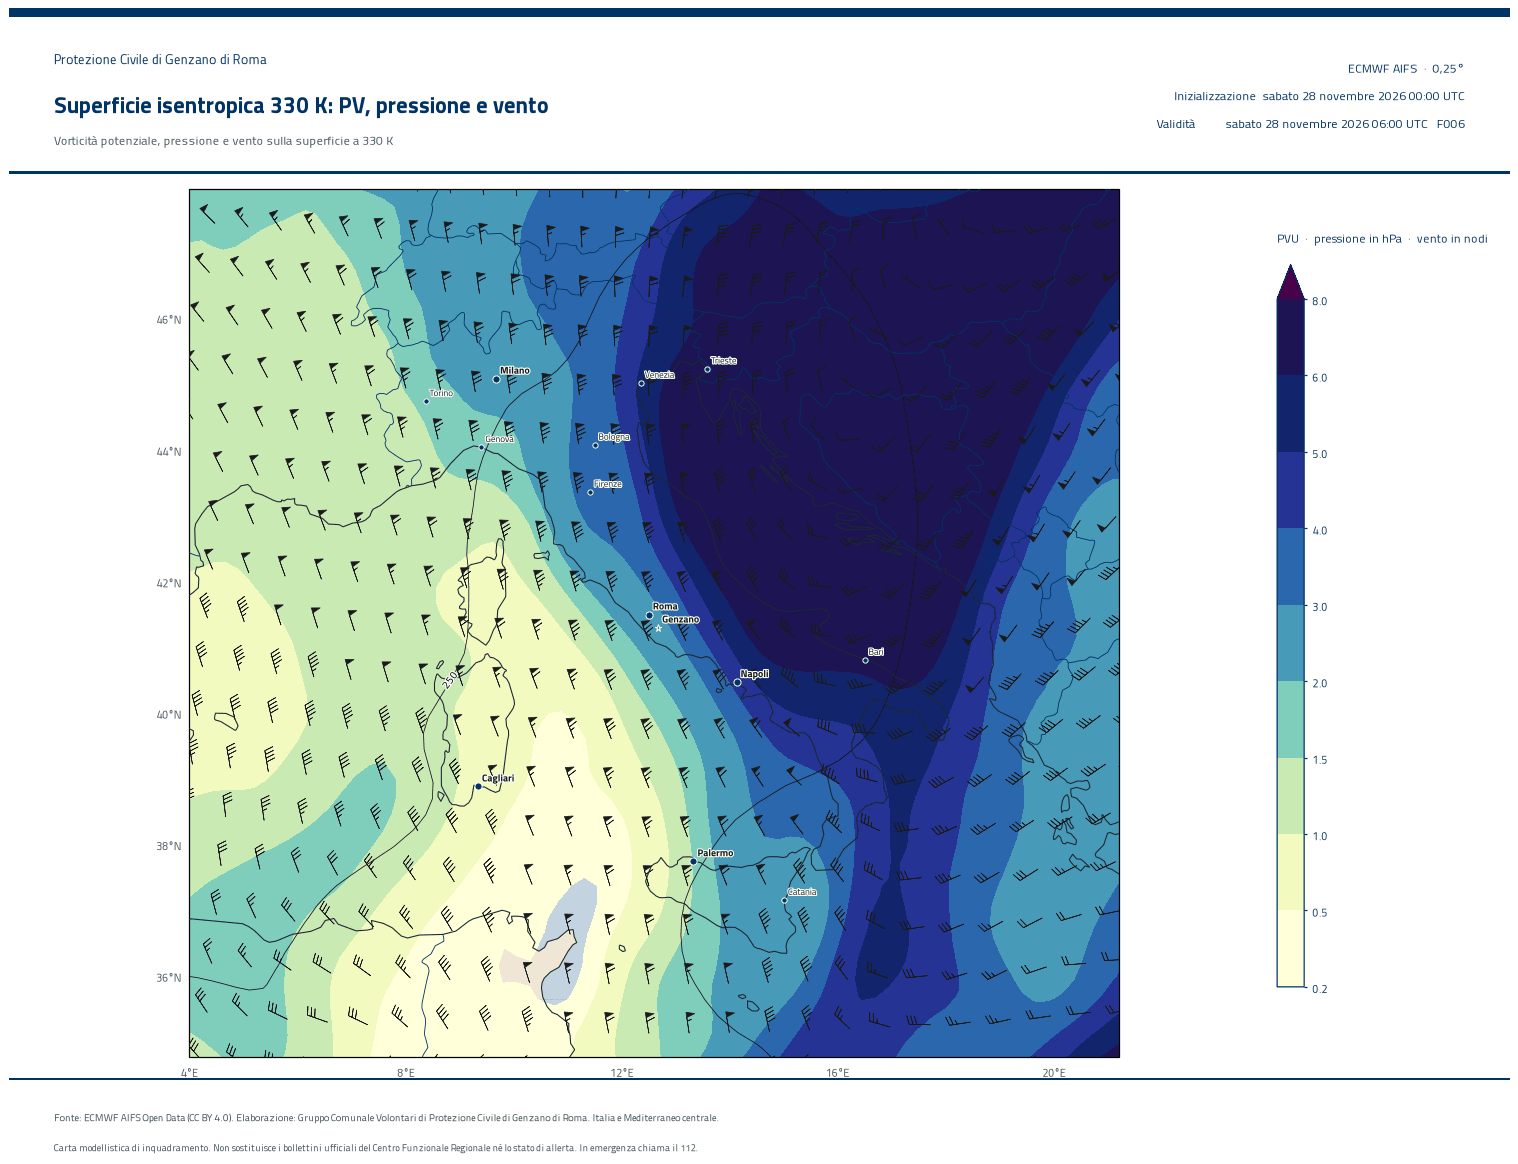 Protezione Civile di Genzano di Roma
Superficie isentropica 330 K: PV, pressione e vento
Vorticità potenziale, pressione e vento sulla superficie a 330 K
ECMWF AIFS · 0,25°
Inizializzazione sabato 28 novembre 2026 00:00 UTC
Validità sabato 28 novembre 2026 06:00 UTC F006
PVU · pressione in hPa · vento in nodi
8.0
6.0
5.0
4.0
3.0
2.0
1.5
1.0
0.5
0.2
46°N
44°N
42°N
40°N
38°N
36°N
4°E
8°E
12°E
16°E
20°E
Trieste
Venezia
Milano
Torino
Genova
Bologna
Firenze
Roma
Genzano
Bari
Napoli
250
Cagliari
Palermo
Catania
Fonte: ECMWF AIFS Open Data (CC BY 4.0). Elaborazione: Gruppo Comunale Volontari di Protezione Civile di Genzano di Roma. Italia e Mediterraneo centrale.
Carta modellistica di inquadramento. Non sostituisce i bollettini ufficiali del Centro Funzionale Regionale né lo stato di allerta. In emergenza chiama il 112.